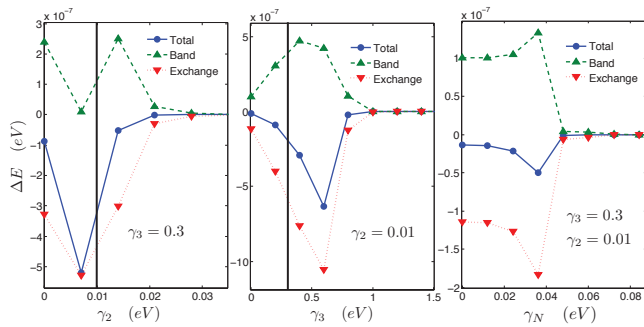 ×10⁻⁷
3
2
1
0
−1
−2
−3
−4
−5
ΔE (eV)
Total
Band
Exchange
γ₃ = 0.3
0
0.01
0.02
0.03
γ₂ (eV)
×10⁻⁷
5
0
−5
−10
Total
Band
Exchange
γ₂ = 0.01
0
0.5
1
1.5
γ₃ (eV)
×10⁻⁷
1.5
1
0.5
0
−0.5
−1
−1.5
−2
Total
Band
Exchange
γ₃ = 0.3
γ₂ = 0.01
0
0.02
0.04
0.06
0.08
γN (eV)